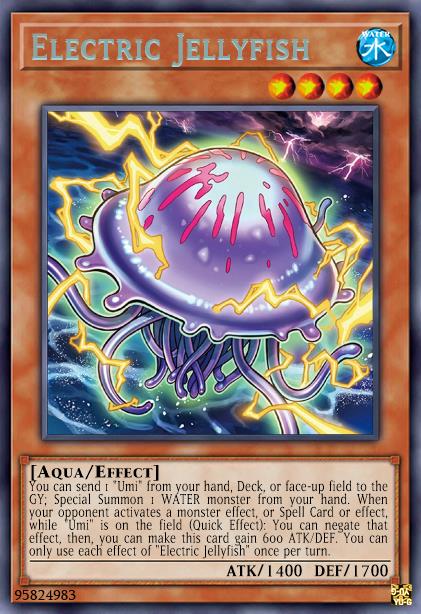 ELECTRIC JELLYFISH
WATER
水
[AQUA/EFFECT]
You can send 1 "Umi" from your hand, Deck, or face-up field to the
GY; Special Summon 1 WATER monster from your hand. When
your opponent activates a monster effect, or Spell Card or effect,
while "Umi" is on the field (Quick Effect): You can negate that
effect, then, you can make this card gain 600 ATK/DEF. You can
only use each effect of "Electric Jellyfish" once per turn.
ATK/1400 DEF/1700
95824983